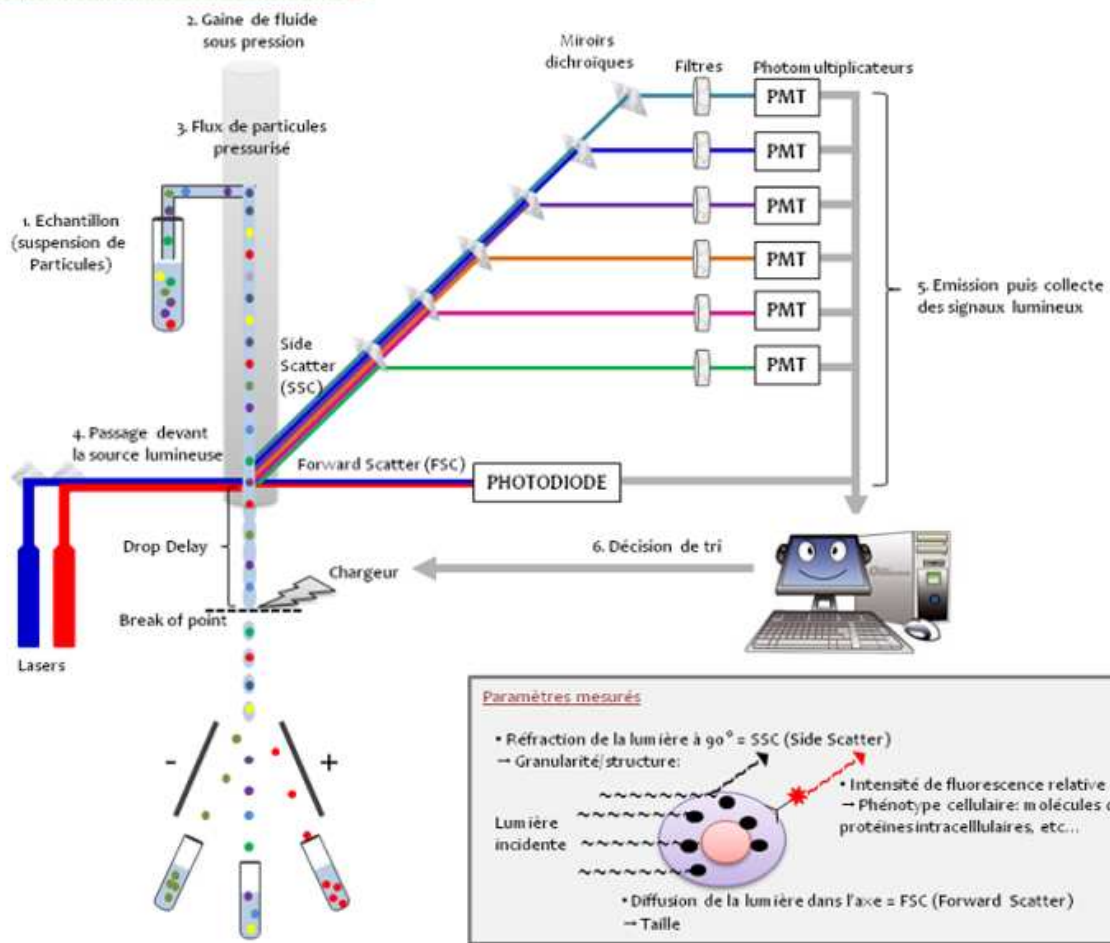 2. Gaine de fluide
sous pression
Miroirs
dichroïques
Filtres
Photomultiplicateurs
PMT
3. Flux de particules
pressurisé
PMT
1. Echantillon
(suspension de
Particules)
PMT
PMT
5. Emission puis collecte
des signaux lumineux
PMT
Side
Scatter
(SSC)
PMT
4. Passage devant
la source lumineuse
Forward Scatter (FSC)
PHOTODIODE
Drop Delay
6. Décision de tri
Chargeur
Break of point
Lasers
- +
Paramètres mesurés
• Réfraction de la lumière à 90° = SSC (Side Scatter)
→ Granularité/structure:
• Intensité de fluorescence relative
→ Phénotype cellulaire: molécules
protéines intracelllulaires, etc...
Lumière
incidente
• Diffusion de la lumière dans l'axe = FSC (Forward Scatter)
→ Taille